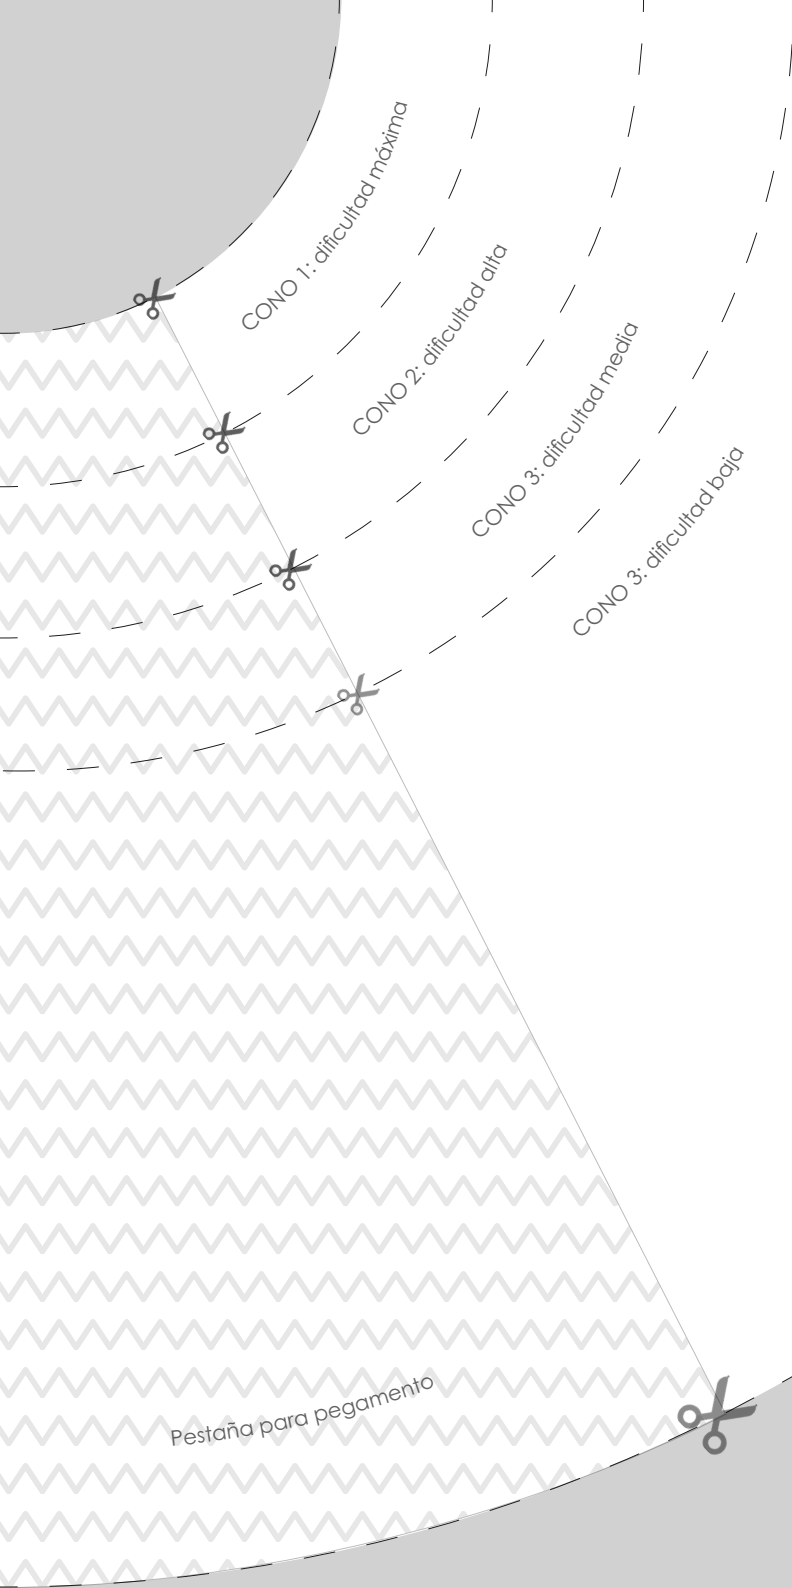 CONO 1: dificultad máxima
CONO 2: dificultad alta
CONO 3: dificultad media
CONO 3: dificultad baja
Pestaña para pegamento